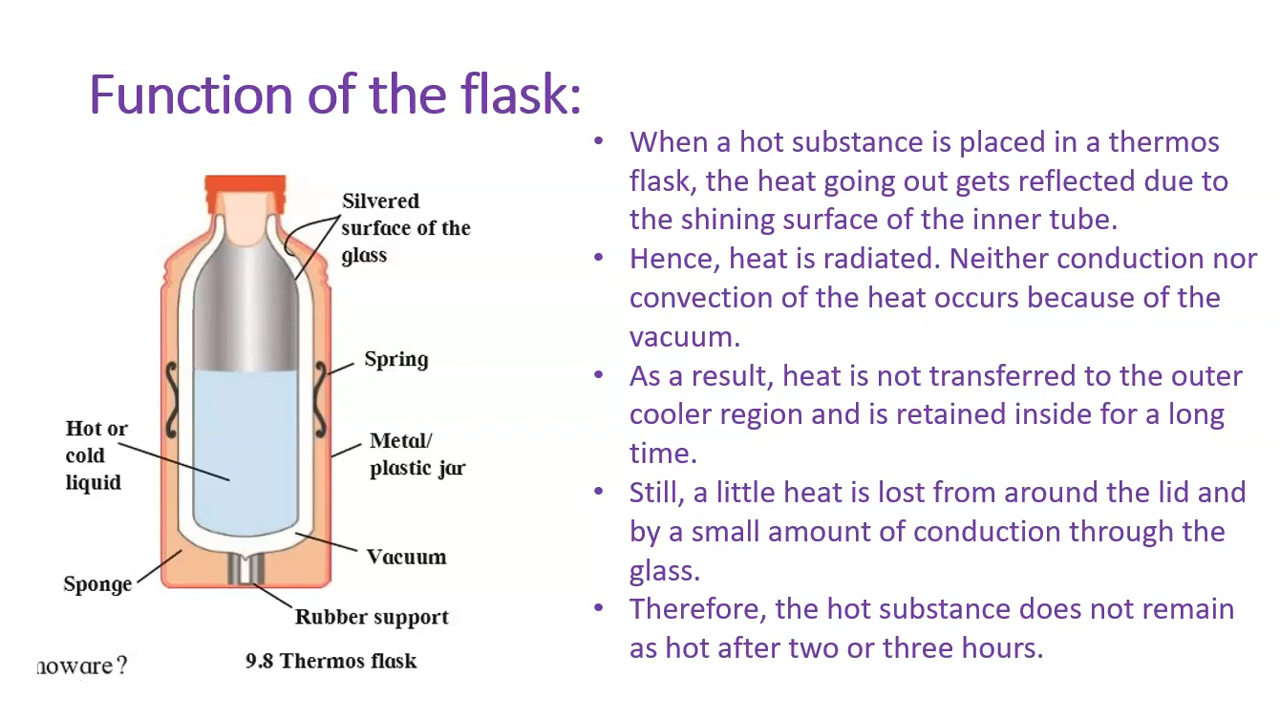 Function of the flask:
• When a hot substance is placed in a thermos
flask, the heat going out gets reflected due to
the shining surface of the inner tube.
• Hence, heat is radiated. Neither conduction nor
convection of the heat occurs because of the
vacuum.
• As a result, heat is not transferred to the outer
cooler region and is retained inside for a long
time.
• Still, a little heat is lost from around the lid and
by a small amount of conduction through the
glass.
• Therefore, the hot substance does not remain
as hot after two or three hours.
Silvered
surface of the
glass
Spring
Hot or
cold
liquid
Metal/
plastic jar
Vacuum
Sponge
Rubber support
9.8 Thermos flask